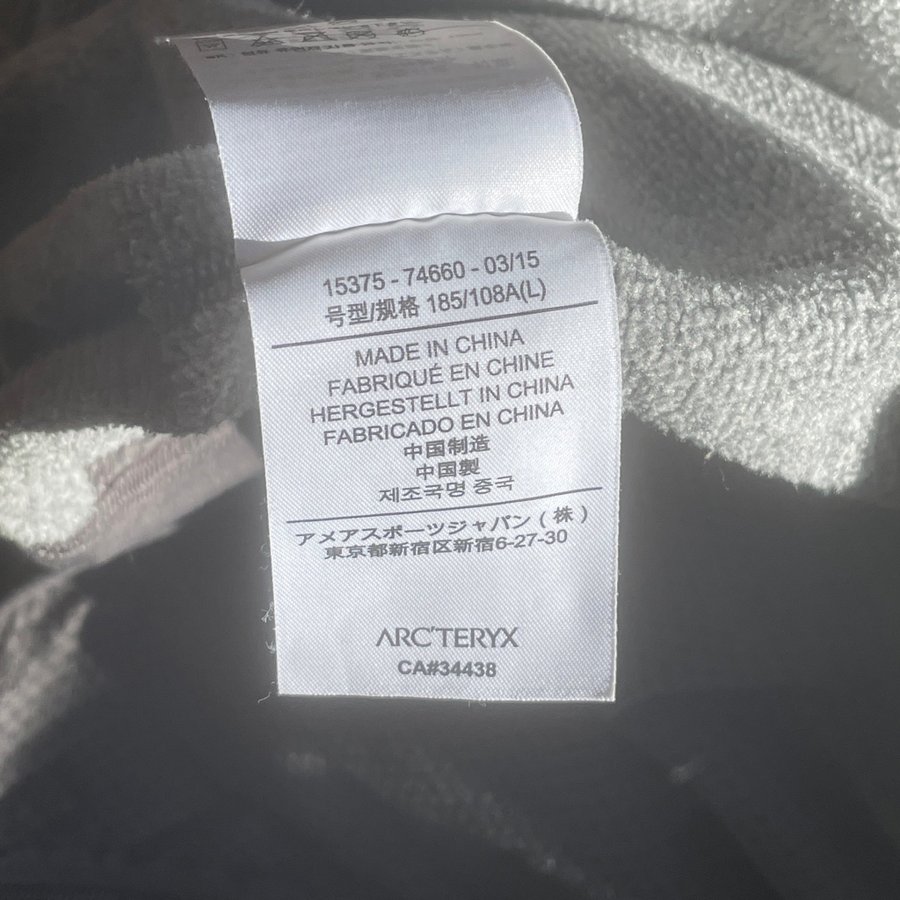 15375 - 74660 - 03/15
号型/规格 185/108A(L)
MADE IN CHINA
FABRIQUÉ EN CHINE
HERGESTELLT IN CHINA
FABRICADO EN CHINA
中国制造
中国製
제조국명 중국
アメアスポーツジャパン ( 株 )
東京都新宿区新宿6-27-30
ARC'TERYX
CA#34438